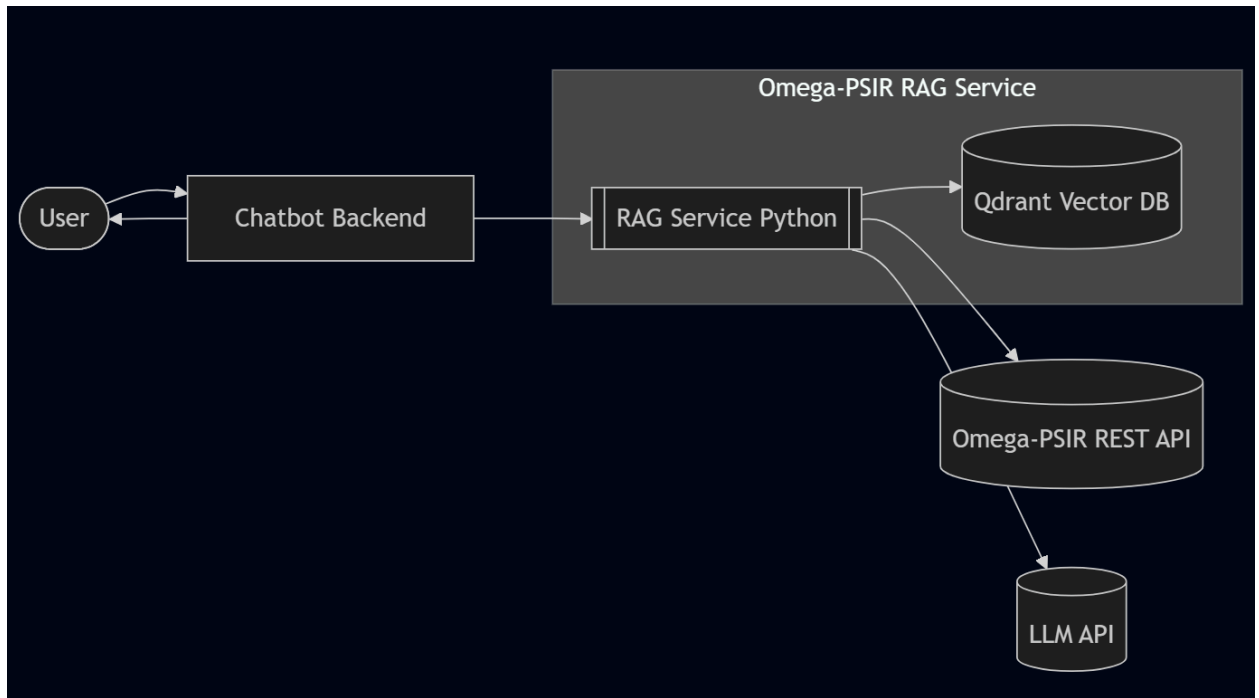 Omega-PSIR RAG Service
User
Chatbot Backend
RAG Service Python
Qdrant Vector DB
Omega-PSIR REST API
LLM API